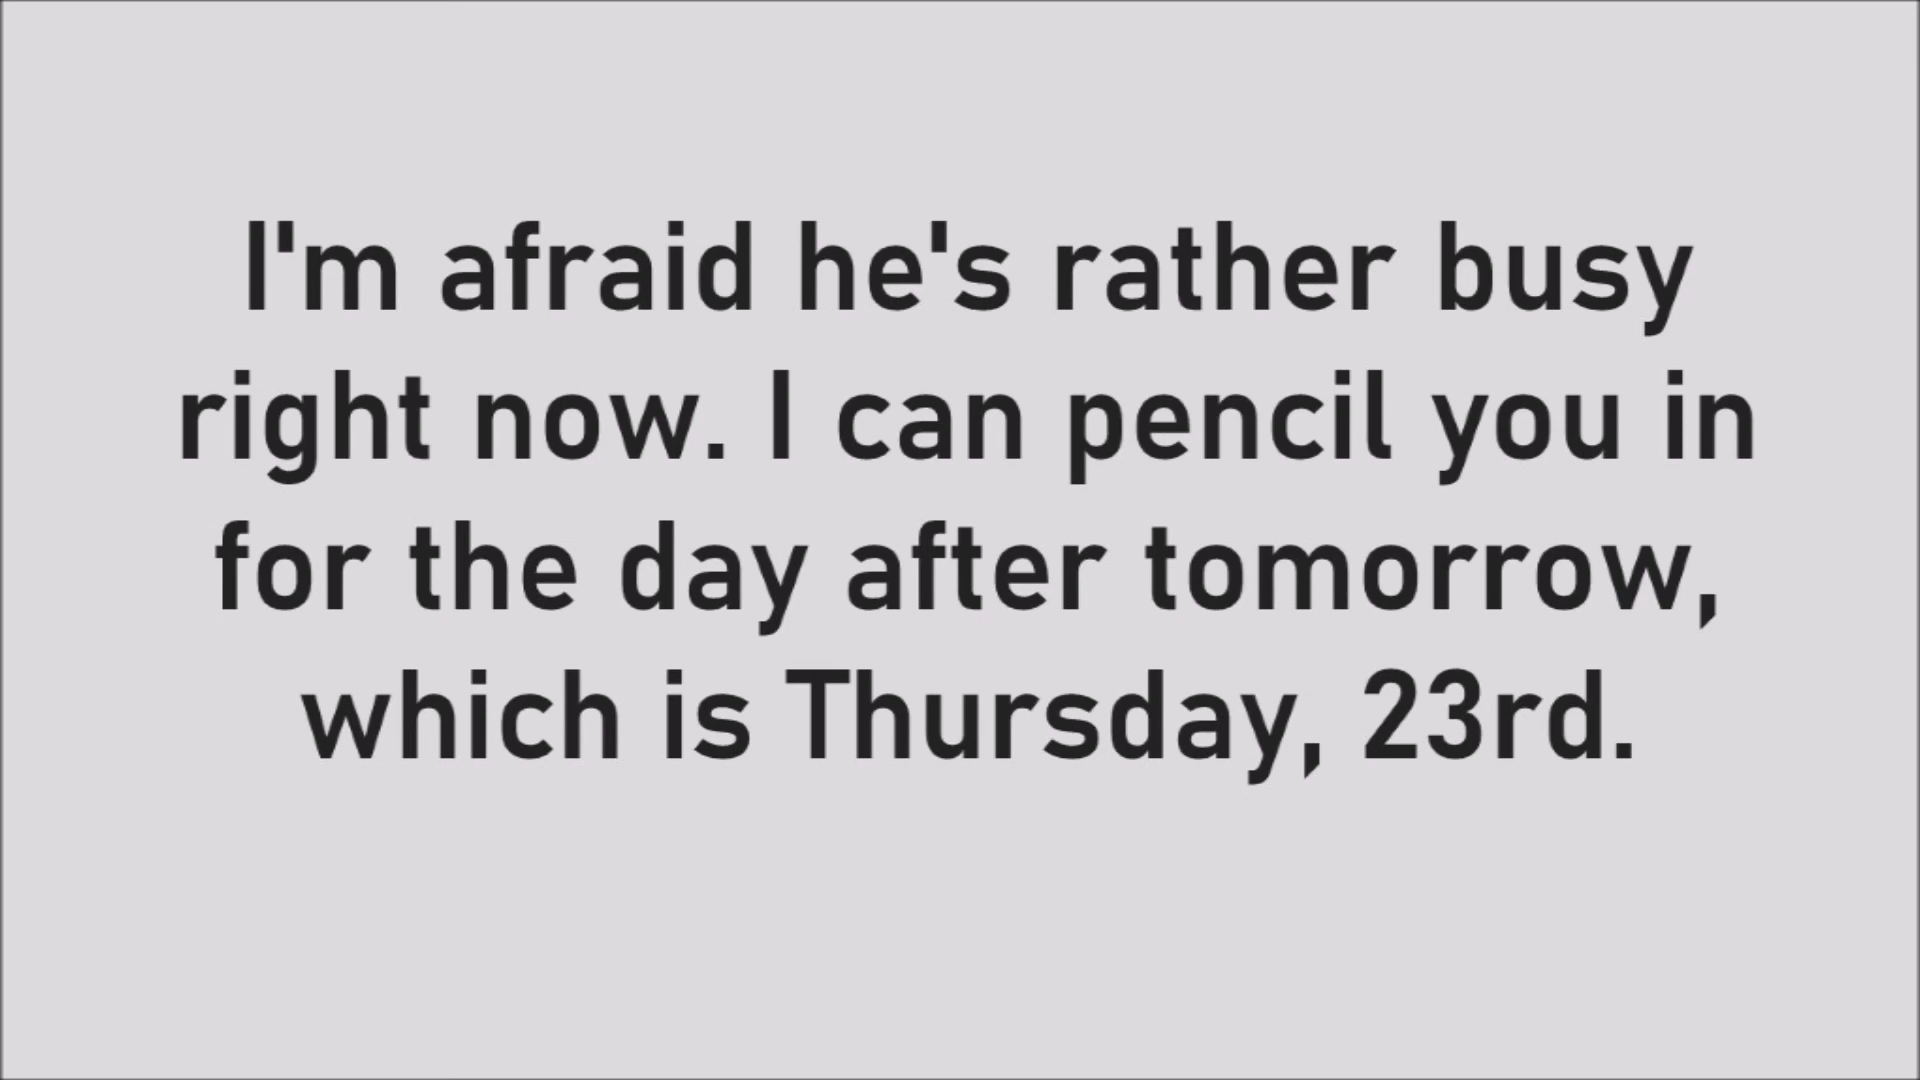 I'm afraid he's rather busy
right now. I can pencil you in
for the day after tomorrow,
which is Thursday, 23rd.